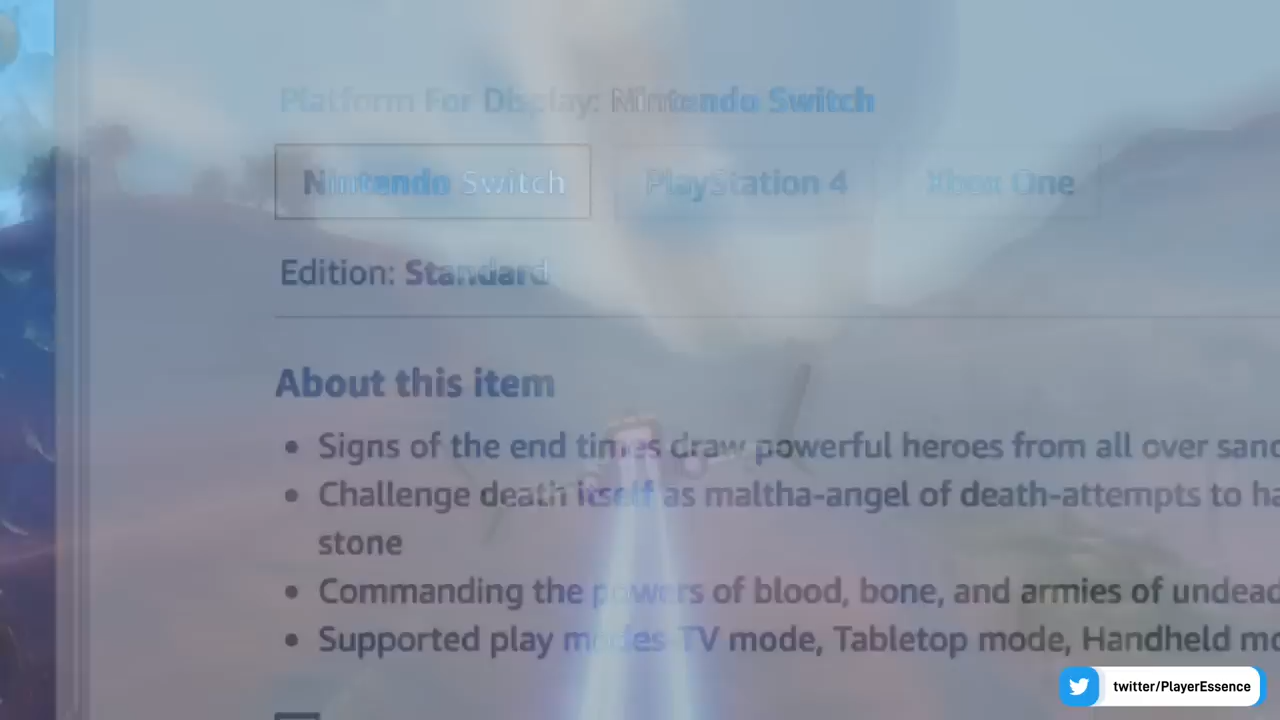 Platform For Display: Nintendo Switch
Nintendo Switch PlayStation 4 Xbox One
Edition: Standard
About this item
• Signs of the end times draw powerful heroes from all over sanc
• Challenge death itself as maltha-angel of death-attempts to ha
stone
• Commanding the powers of blood, bone, and armies of undead
• Supported play modes TV mode, Tabletop mode, Handheld mo
twitter/PlayerEssence